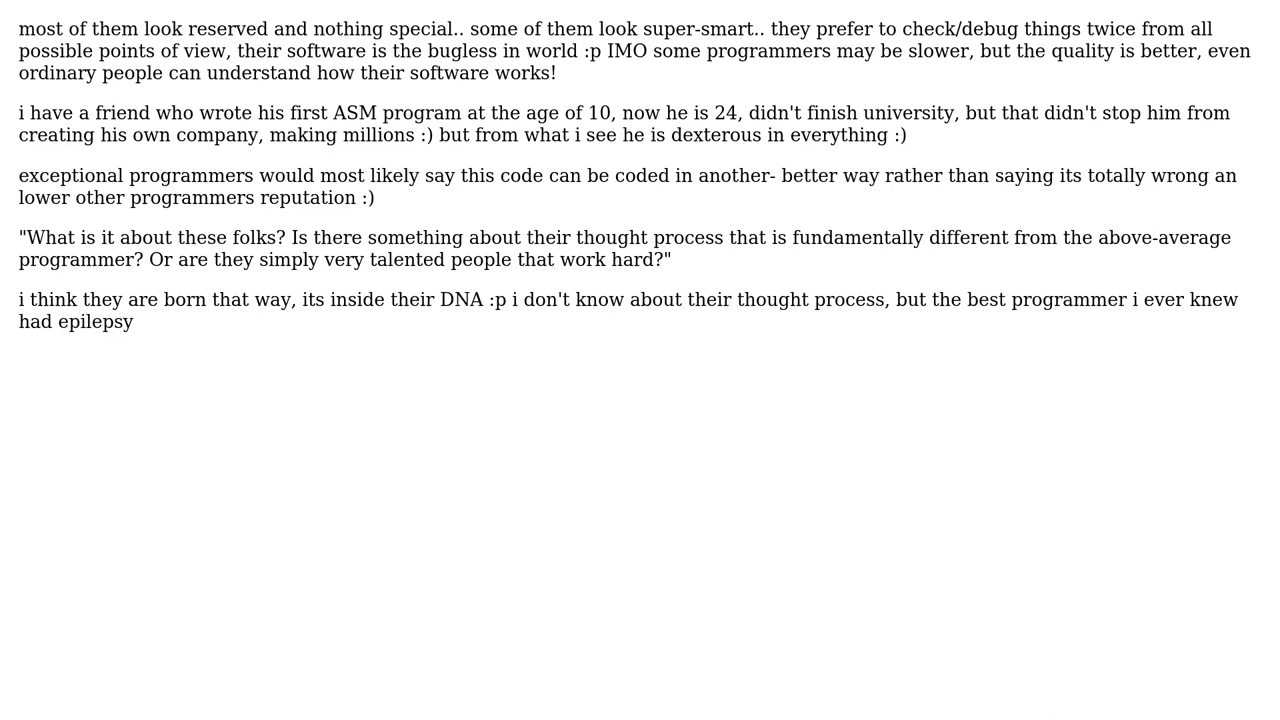 most of them look reserved and nothing special.. some of them look super-smart.. they prefer to check/debug things twice from all
possible points of view, their software is the bugless in world :p IMO some programmers may be slower, but the quality is better, even
ordinary people can understand how their software works!
i have a friend who wrote his first ASM program at the age of 10, now he is 24, didn't finish university, but that didn't stop him from
creating his own company, making millions :) but from what i see he is dexterous in everything :)
exceptional programmers would most likely say this code can be coded in another- better way rather than saying its totally wrong an
lower other programmers reputation :)
"What is it about these folks? Is there something about their thought process that is fundamentally different from the above-average
programmer? Or are they simply very talented people that work hard?"
i think they are born that way, its inside their DNA :p i don't know about their thought process, but the best programmer i ever knew
had epilepsy